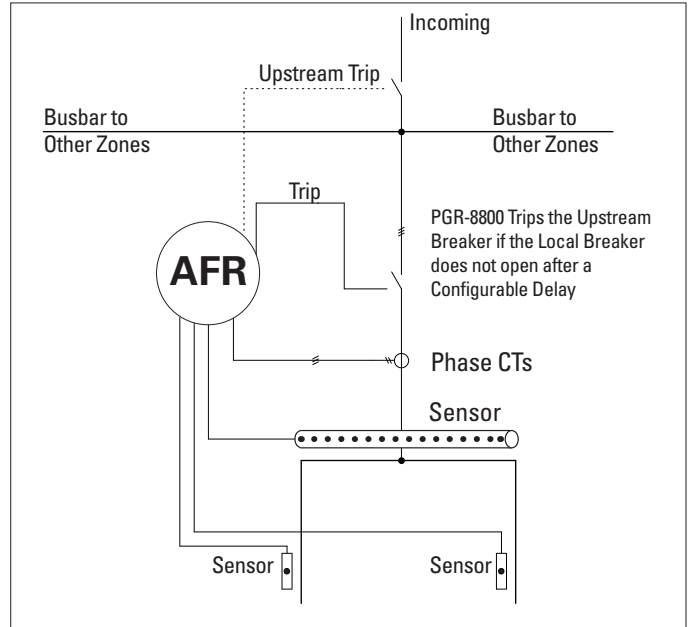 Incoming
Upstream Trip
Busbar to
Other Zones
Busbar to
Other Zones
Trip
PGR-8800 Trips the Upstream
Breaker if the Local Breaker
does not open after a
Configurable Delay
AFR
Phase CTs
Sensor
Sensor
Sensor